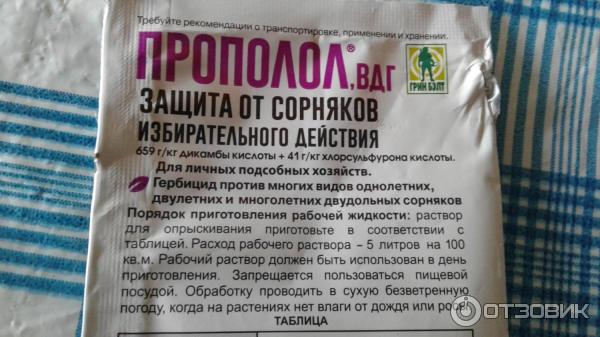 Требуйте рекомендации о транспортировке, применении и хранении.
ПРОПОЛОЛ®, ВДГ
ГРИН БЭЛТ
ЗАЩИТА ОТ СОРНЯКОВ
ИЗБИРАТЕЛЬНОГО ДЕЙСТВИЯ
659 г/кг дикамбы кислоты + 41 г/кг хлорсульфурона кислоты.
Для личных подсобных хозяйств.
Гербицид против многих видов однолетних,
двулетних и многолетних двудольных сорняков
Порядок приготовления рабочей жидкости: раствор
для опрыскивания приготовьте в соответствии с
таблицей. Расход рабочего раствора – 5 литров на 100
кв.м. Рабочий раствор должен быть использован в день
приготовления. Запрещается пользоваться пищевой
посудой. Обработку проводить в сухую безветренную
погоду, когда на растениях нет влаги от дождя или росы.
ТАБЛИЦА
ОТЗОВИК